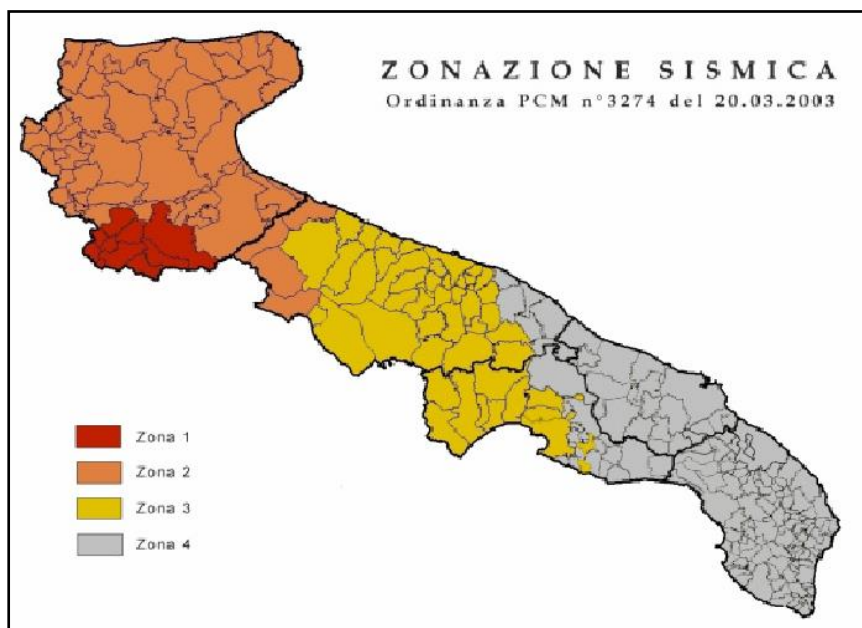 ZONAZIONE SISMICA
Ordinanza PCM n°3274 del 20.03.2003
Zona 1
Zona 2
Zona 3
Zona 4